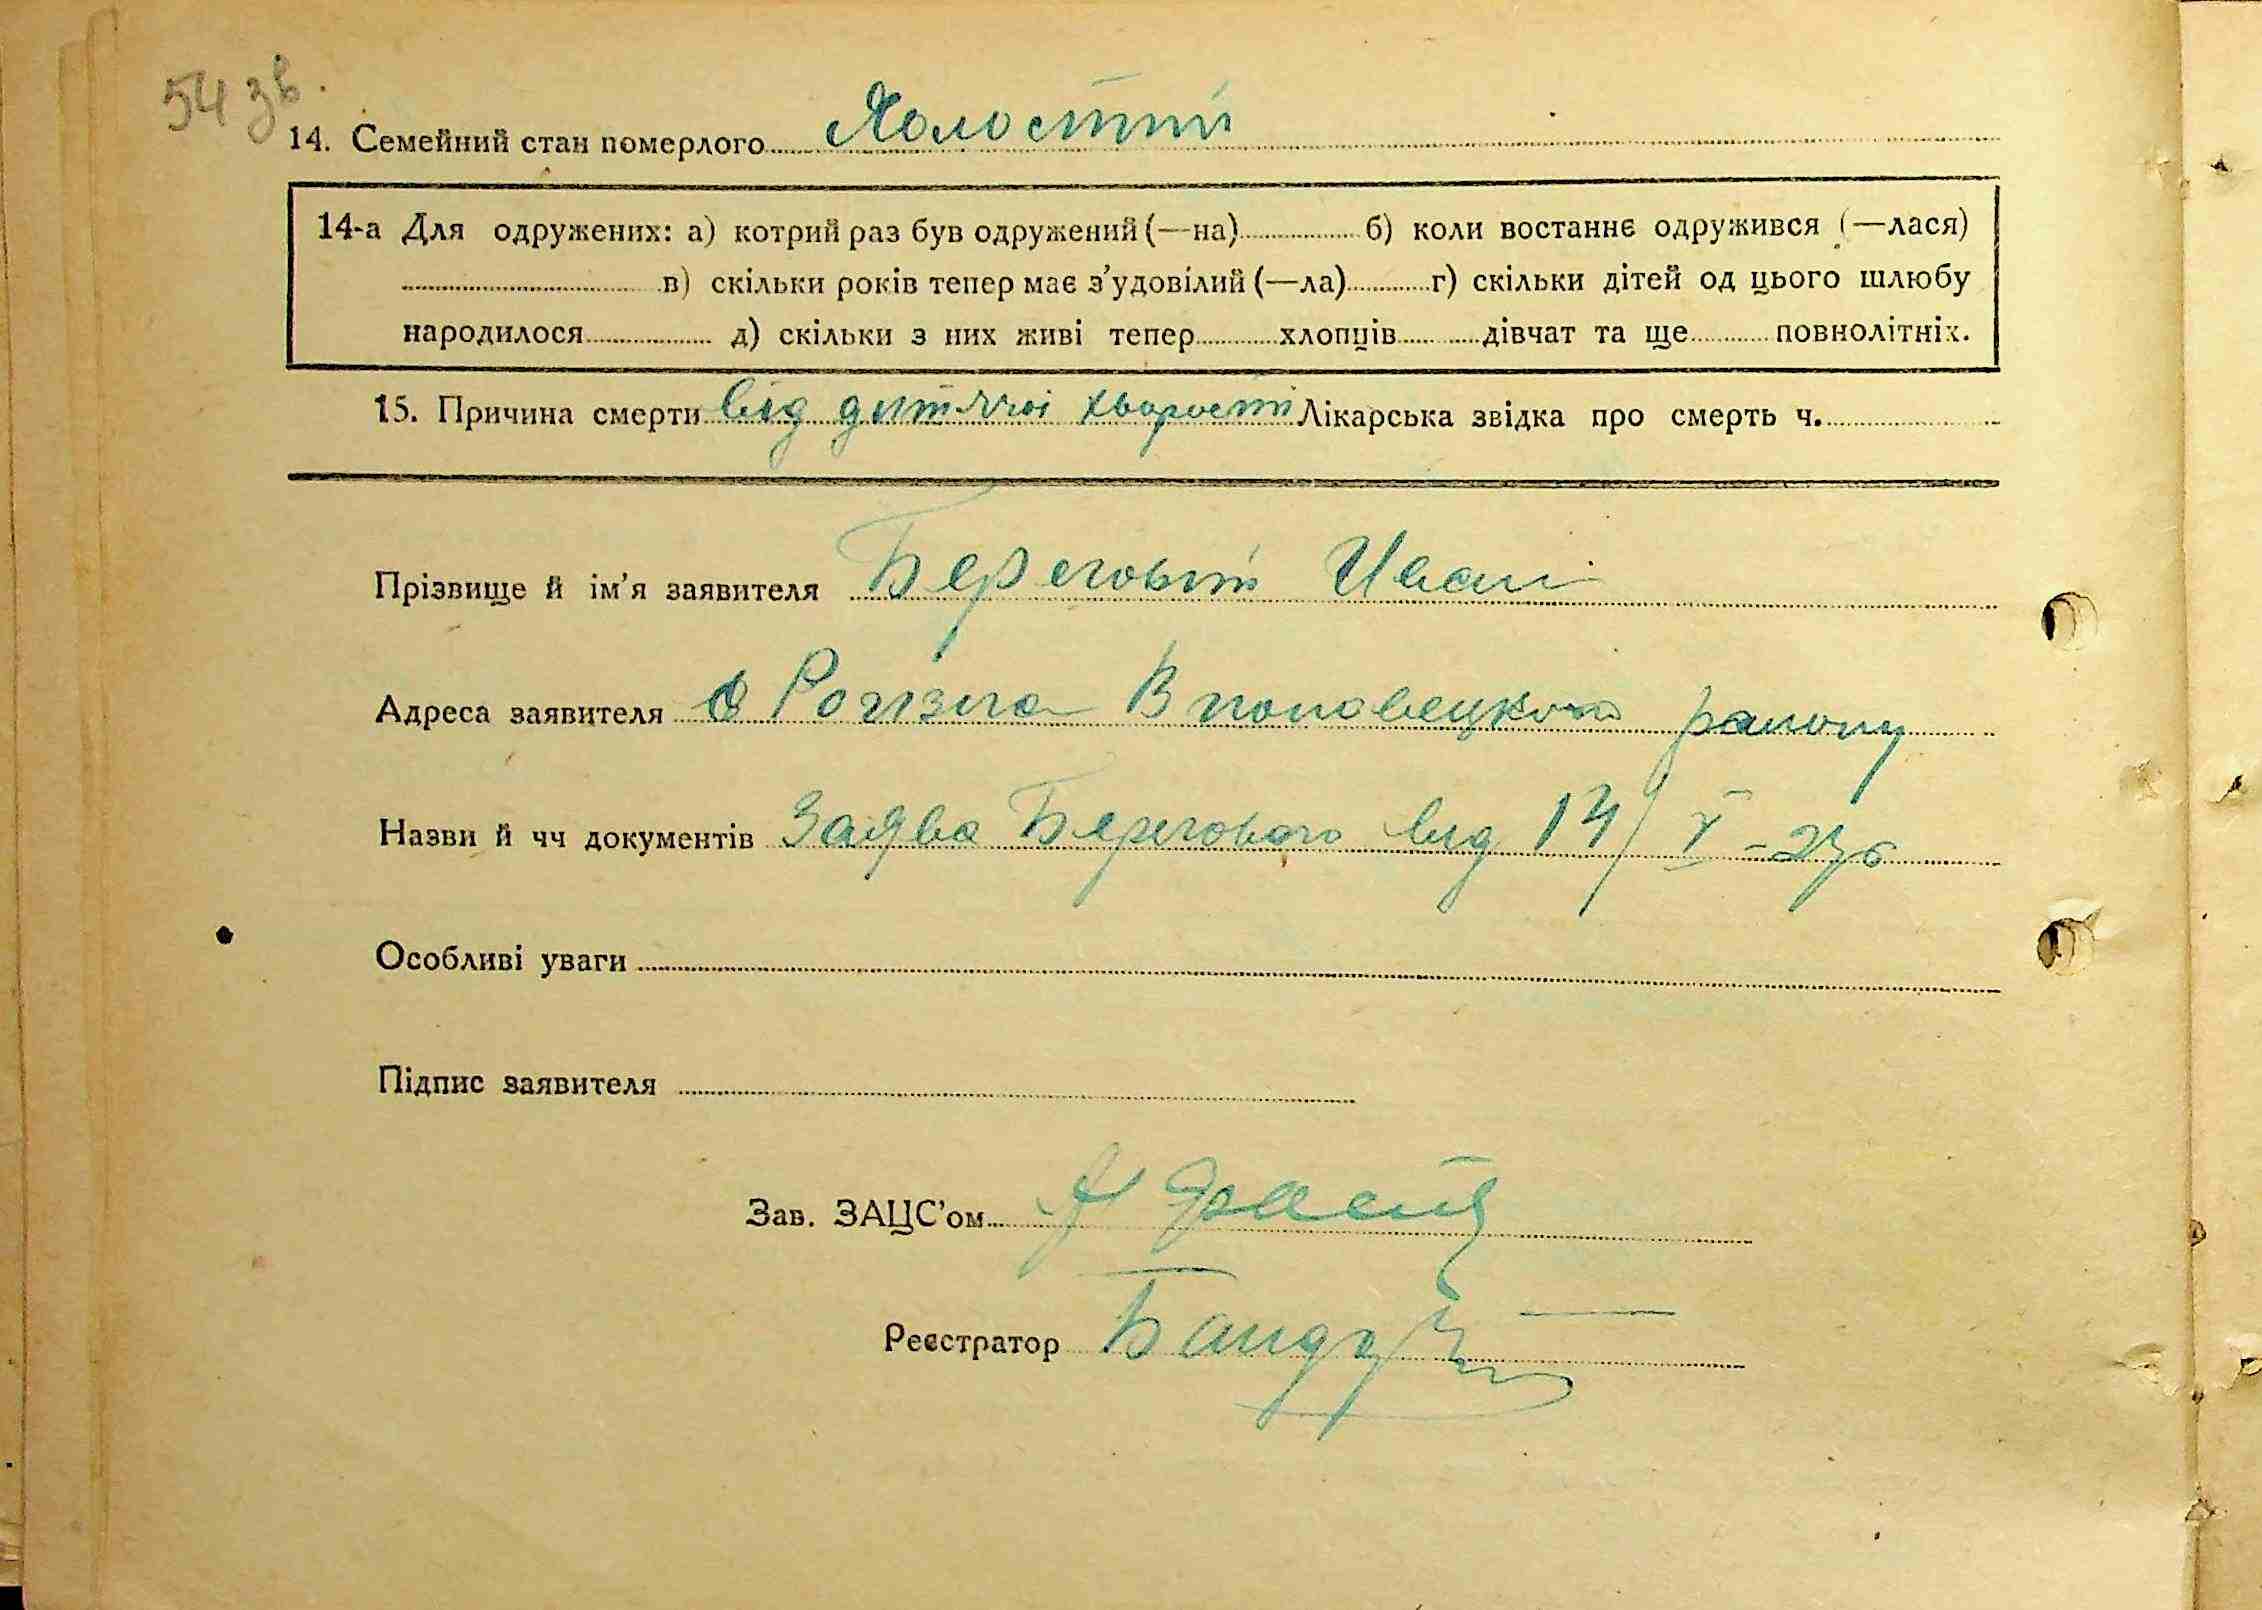 54 зв.
14. Семейний стан померлого Холостий
14-а Для одружених: а) котрий раз був одружений (—на) б) коли востаннє одружився (—лася)
в) скільки років тепер має з’удовілий (—ла) г) скільки дітей од цього шлюбу
народилося д) скільки з них живі тепер хлопців дівчат та ще повнолітніх.
15. Причина смерти від дитячої хворости Лікарська звідка про смерть ч.
Прізвище й ім’я заявителя Береговий Иван
Адреса заявителя с Рогізна району
Назви й чч документів Заява Берегового від 14/V-27 б
Особливі уваги
Підпис заявителя
Зав. ЗАЦС’ом
Реєстратор